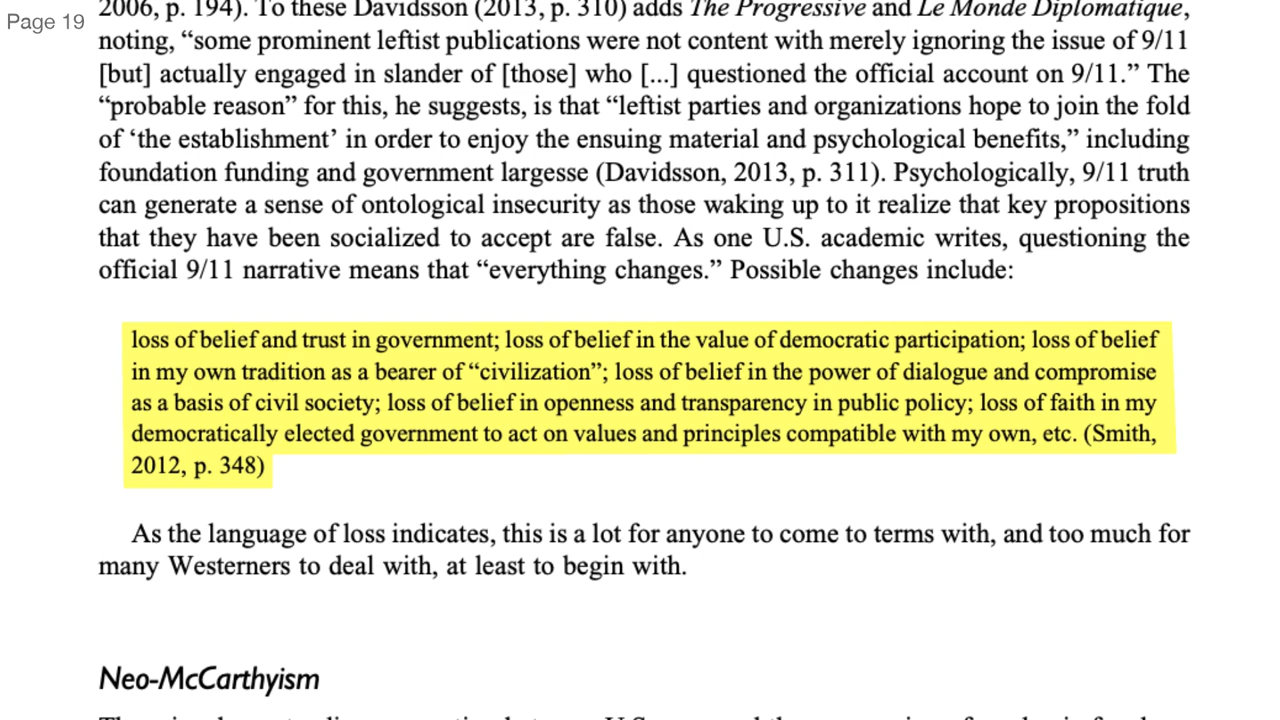 Page 19
2006, p. 194). To these Davidsson (2013, p. 310) adds The Progressive and Le Monde Diplomatique,
noting, “some prominent leftist publications were not content with merely ignoring the issue of 9/11
[but] actually engaged in slander of [those] who [...] questioned the official account on 9/11.” The
“probable reason” for this, he suggests, is that “leftist parties and organizations hope to join the fold
of ‘the establishment’ in order to enjoy the ensuing material and psychological benefits,” including
foundation funding and government largesse (Davidsson, 2013, p. 311). Psychologically, 9/11 truth
can generate a sense of ontological insecurity as those waking up to it realize that key propositions
that they have been socialized to accept are false. As one U.S. academic writes, questioning the
official 9/11 narrative means that “everything changes.” Possible changes include:
loss of belief and trust in government; loss of belief in the value of democratic participation; loss of belief
in my own tradition as a bearer of “civilization”; loss of belief in the power of dialogue and compromise
as a basis of civil society; loss of belief in openness and transparency in public policy; loss of faith in my
democratically elected government to act on values and principles compatible with my own, etc. (Smith,
2012, p. 348)
As the language of loss indicates, this is a lot for anyone to come to terms with, and too much for
many Westerners to deal with, at least to begin with.
Neo-McCarthyism